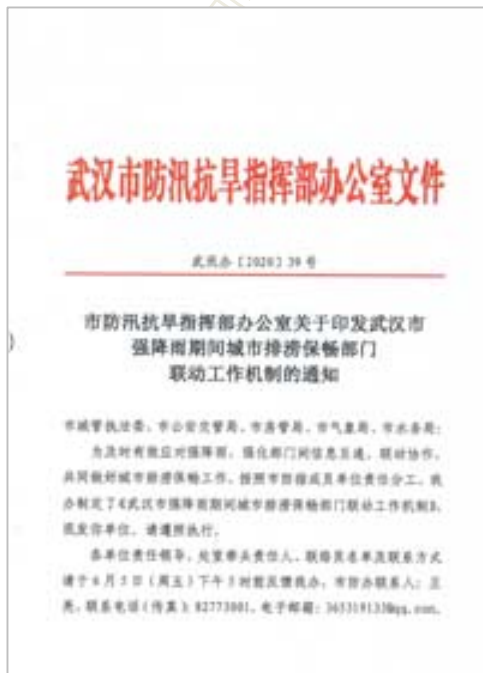 武汉市防汛抗旱指挥部办公室文件
武汛办〔2020〕39 号
市防汛抗旱指挥部办公室关于印发武汉市
强降雨期间城市排涝保畅部门
联动工作机制的通知
市城管执法委、市公安交管局、市房管局、市气象局、市水务局：
为及时有效应对强降雨，强化部门间信息互通、联动协作，
共同做好城市排涝保畅工作，按照市防指成员单位责任分工，我
办制定了《武汉市强降雨期间城市排涝保畅部门联动工作机制》，
现发你单位，请遵照执行。
各单位责任领导、处室牵头责任人、联络员名单及联系方式
请于 6 月 5 日（周五）下午 5 时前反馈我办，市防办联系人：王
亮，联系电话（传真）：82773001，电子邮箱：